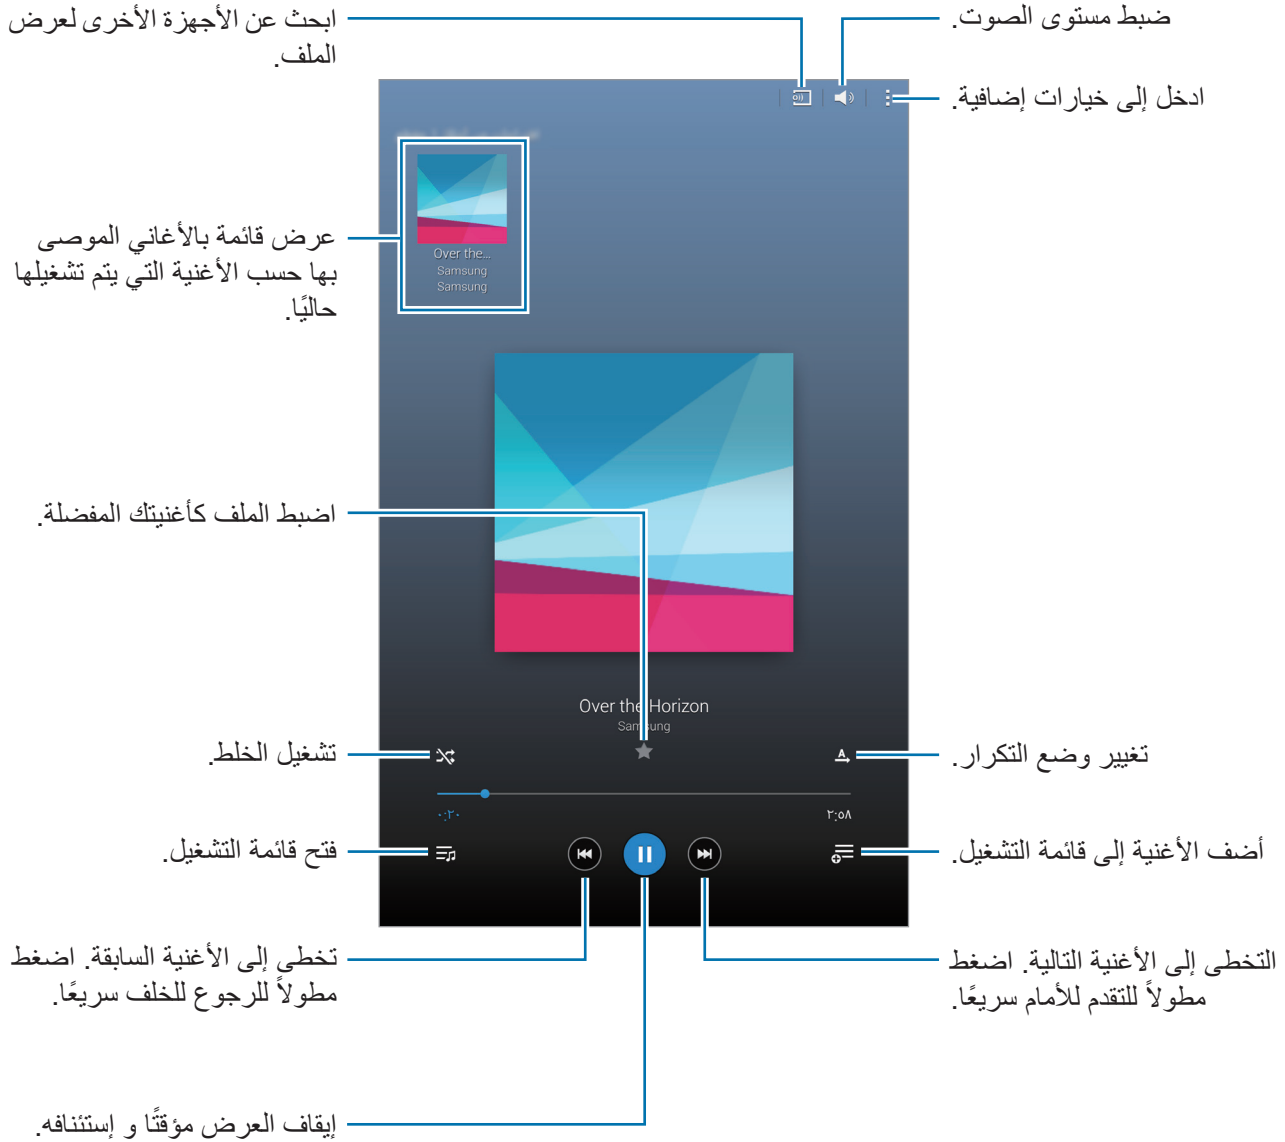 ابحث عن الأجهزة الأخرى لعرض
الملف.
ضبط مستوى الصوت.
ادخل إلى خيارات إضافية.
عرض قائمة بالأغاني الموصى
بها حسب الأغنية التي يتم تشغيلها
حاليًا.
Over the...
Samsung
Samsung
اضبط الملف كأغنيتك المفضلة.
Over the Horizon
Samsung
تشغيل الخلط.
A
تغيير وضع التكرار.
٠:٢٠
٢:٥٨
فتح قائمة التشغيل.
أضف الأغنية إلى قائمة التشغيل.
تخطى إلى الأغنية السابقة. اضغط
مطولاً للرجوع للخلف سريعًا.
التخطى إلى الأغنية التالية. اضغط
مطولاً للتقدم للأمام سريعًا.
إيقاف العرض مؤقتًا و إستئنافه.